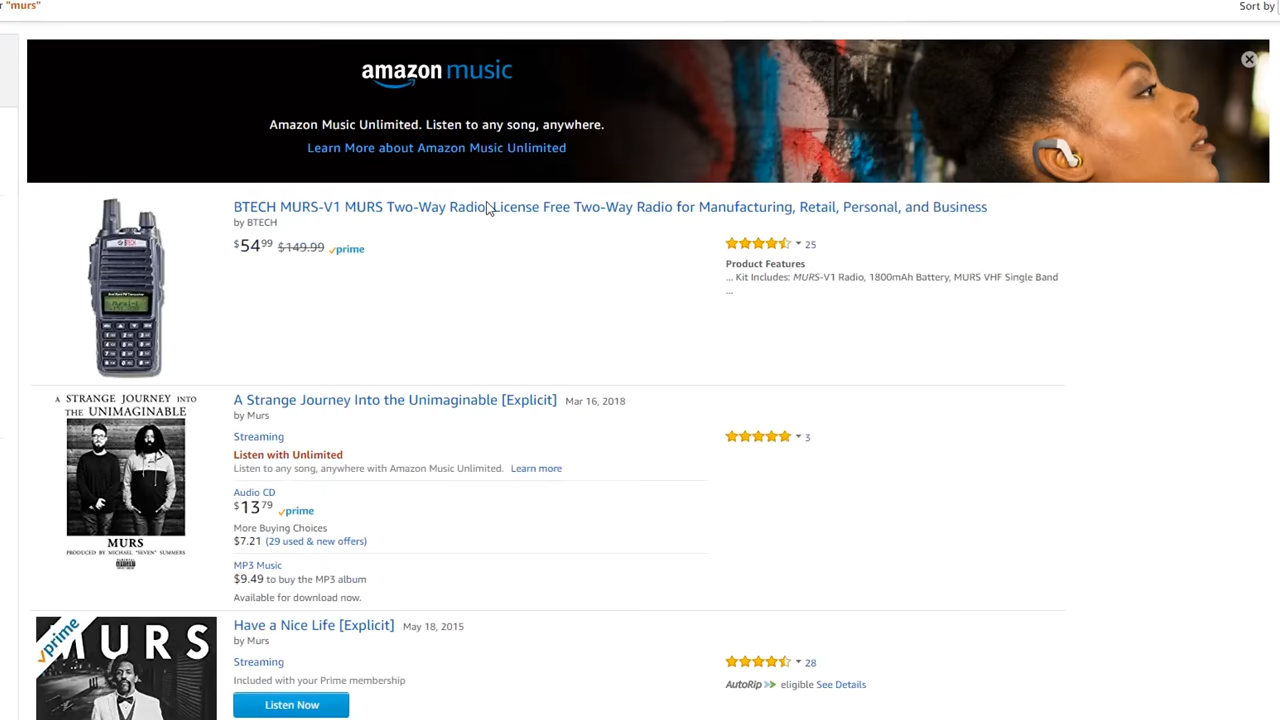 r "murs"
Sort by
amazon music
Amazon Music Unlimited. Listen to any song, anywhere.
Learn More about Amazon Music Unlimited
BTECH MURS-V1 MURS Two-Way Radio, License Free Two-Way Radio for Manufacturing, Retail, Personal, and Business
by BTECH
$54.99 $149.99 prime
25
Product Features
... Kit Includes: MURS-V1 Radio, 1800mAh Battery, MURS VHF Single Band
...
A STRANGE JOURNEY INTO
THE UNIMAGINABLE
MURS
PRODUCED BY MICHAEL "SEVEN" SUMMERS
A Strange Journey Into the Unimaginable [Explicit] Mar 16, 2018
by Murs
Streaming
3
Listen with Unlimited
Listen to any song, anywhere with Amazon Music Unlimited. Learn more
Audio CD
$13.79 prime
More Buying Choices
$7.21 (29 used & new offers)
MP3 Music
$9.49 to buy the MP3 album
Available for download now.
prime
MURS
Have a Nice Life [Explicit] May 18, 2015
by Murs
Streaming
28
Included with your Prime membership
AutoRip eligible See Details
Listen Now